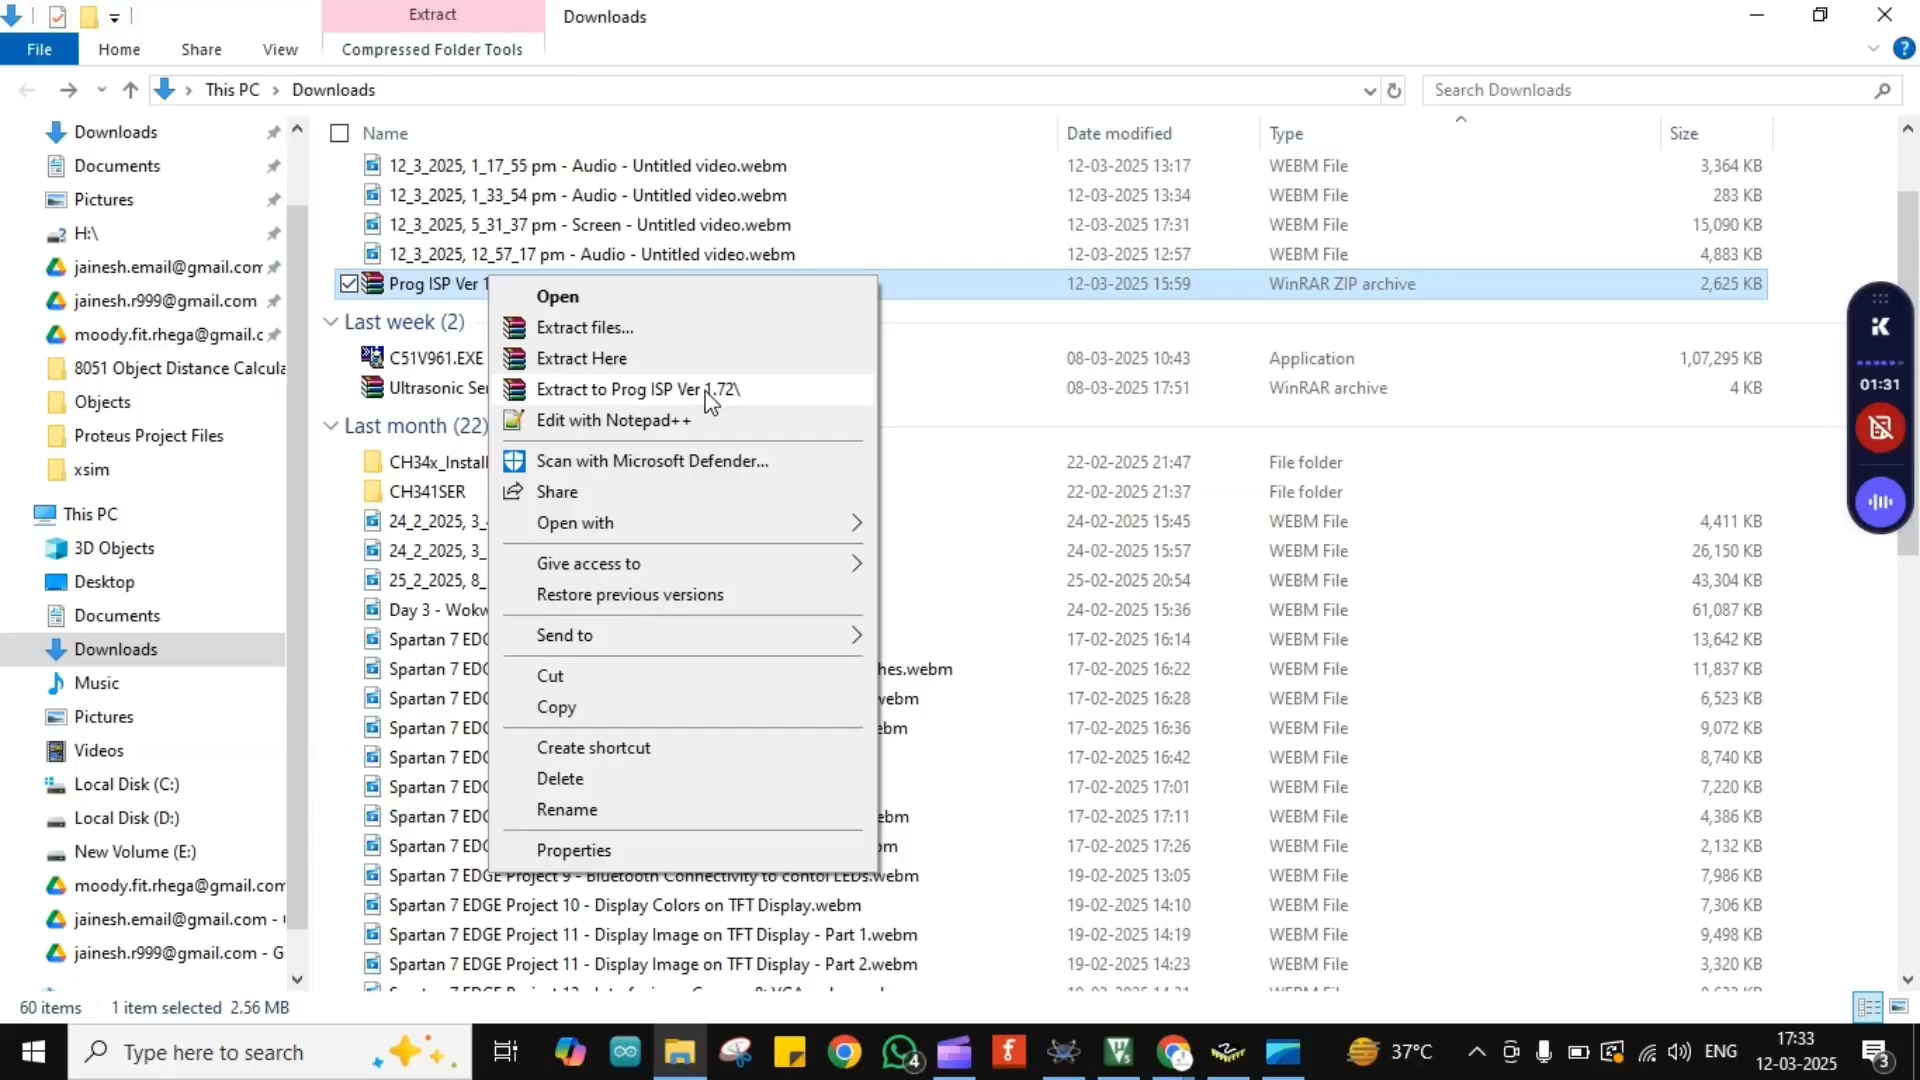 Extract
Downloads
File
Home
Share
View
Compressed Folder Tools
This PC
Downloads
Search Downloads
Name
Date modified
Type
Size
Downloads
Documents
Pictures
H:\
jainesh.email@gmail.com
jainesh.r999@gmail.com
moody.fit.rhega@gmail.c
8051 Object Distance Calcula
Objects
Proteus Project Files
xsim
This PC
3D Objects
Desktop
Documents
Downloads
Music
Pictures
Videos
Local Disk (C:)
Local Disk (D:)
New Volume (E:)
moody.fit.rhega@gmail.com
jainesh.email@gmail.com -
jainesh.r999@gmail.com - G
12_3_2025, 1_17_55 pm - Audio - Untitled video.webm 12-03-2025 13:17 WEBM File 3,364 KB
12_3_2025, 1_33_54 pm - Audio - Untitled video.webm 12-03-2025 13:34 WEBM File 283 KB
12_3_2025, 5_31_37 pm - Screen - Untitled video.webm 12-03-2025 17:31 WEBM File 15,090 KB
12_3_2025, 12_57_17 pm - Audio - Untitled video.webm 12-03-2025 12:57 WEBM File 4,883 KB
Prog ISP Ver 1 12-03-2025 15:59 WinRAR ZIP archive 2,625 KB
Last week (2)
C51V961.EXE 08-03-2025 10:43 Application 1,07,295 KB
Ultrasonic Se 08-03-2025 17:51 WinRAR archive 4 KB
Last month (22)
CH34x_Install 22-02-2025 21:47 File folder
CH341SER 22-02-2025 21:37 File folder
24_2_2025, 3_ 24-02-2025 15:45 WEBM File 4,411 KB
24_2_2025, 3_ 24-02-2025 15:57 WEBM File 26,150 KB
25_2_2025, 8_ 25-02-2025 20:54 WEBM File 43,304 KB
Day 3 - Wokw 24-02-2025 15:36 WEBM File 61,087 KB
Spartan 7 EDG 17-02-2025 16:14 WEBM File 13,642 KB
Spartan 7 EDG hes.webm 17-02-2025 16:22 WEBM File 11,837 KB
Spartan 7 EDG webm 17-02-2025 16:28 WEBM File 6,523 KB
Spartan 7 EDG ebm 17-02-2025 16:36 WEBM File 9,072 KB
Spartan 7 EDG 17-02-2025 16:42 WEBM File 8,740 KB
Spartan 7 EDG 17-02-2025 17:01 WEBM File 7,220 KB
Spartan 7 EDG ebm 17-02-2025 17:11 WEBM File 4,386 KB
Spartan 7 EDG 17-02-2025 17:26 WEBM File 2,132 KB
Spartan 7 EDGE Project 9 - Bluetooth Connectivity to contol LEDs.webm 19-02-2025 13:05 WEBM File 7,986 KB
Spartan 7 EDGE Project 10 - Display Colors on TFT Display.webm 19-02-2025 14:10 WEBM File 7,306 KB
Spartan 7 EDGE Project 11 - Display Image on TFT Display - Part 1.webm 19-02-2025 14:19 WEBM File 9,498 KB
Spartan 7 EDGE Project 11 - Display Image on TFT Display - Part 2.webm 19-02-2025 14:23 WEBM File 3,320 KB
Open
Extract files...
Extract Here
Extract to Prog ISP Ver 1.72\
Edit with Notepad++
Scan with Microsoft Defender...
Share
Open with
Give access to
Restore previous versions
Send to
Cut
Copy
Create shortcut
Delete
Rename
Properties
01:31
60 items 1 item selected 2.56 MB
Type here to search
4
37°C
ENG
17:33
12-03-2025
3